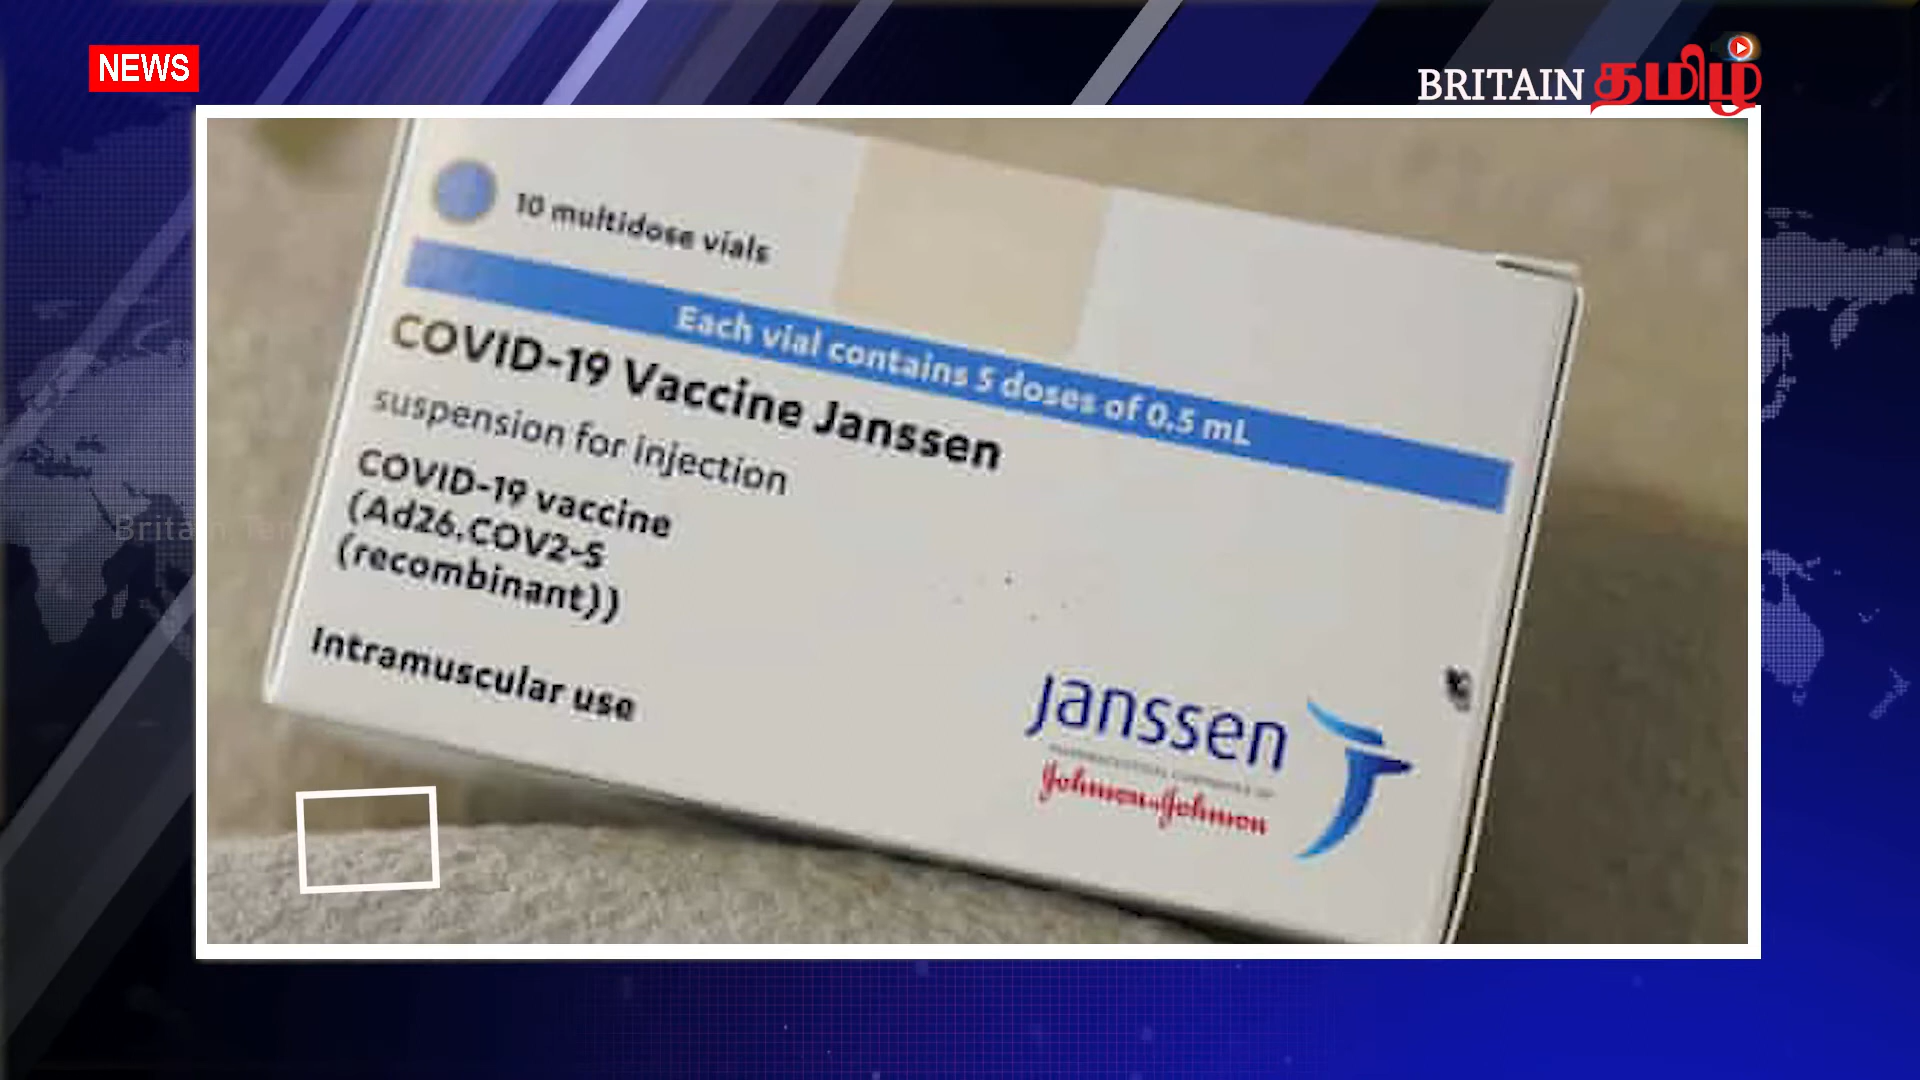 NEWS
BRITAIN தமிழ்
10 multidose vials
Each vial contains 5 doses of 0.5 mL
COVID-19 Vaccine Janssen
suspension for injection
COVID-19 vaccine
(Ad26.COV2-S
(recombinant))
Intramuscular use
Janssen
Johnson & Johnson
Britain